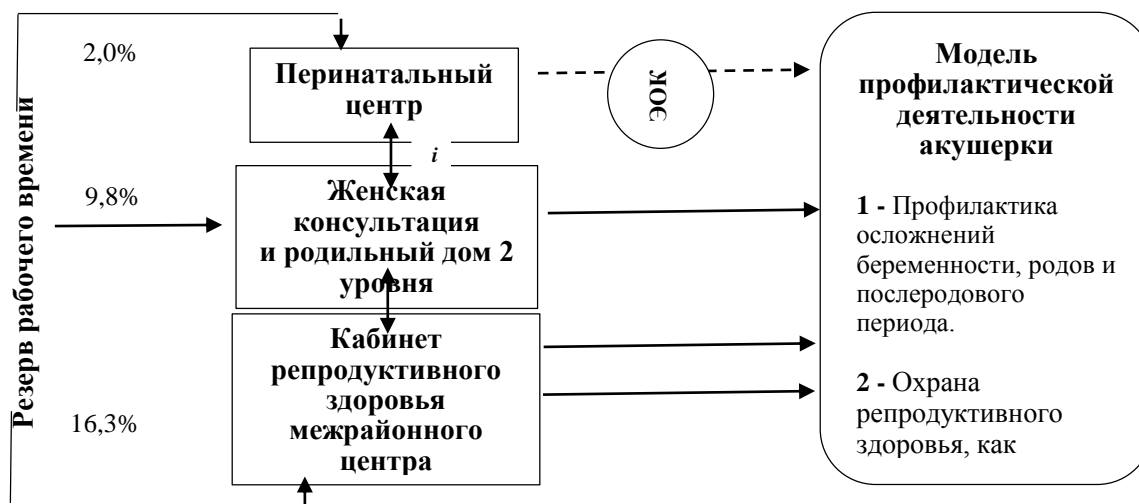 2,0%
Перинатальный
центр
ЭОК
i
Резерв рабочего времени
9,8%
Женская
консультация
и родильный дом 2
уровня
16,3%
Кабинет
репродуктивного
здоровья
межрайонного
центра
Модель
профилактической
деятельности
акушерки
1 - Профилактика
осложнений
беременности, родов и
послеродового
периода.
2 - Охрана
репродуктивного
здоровья, как